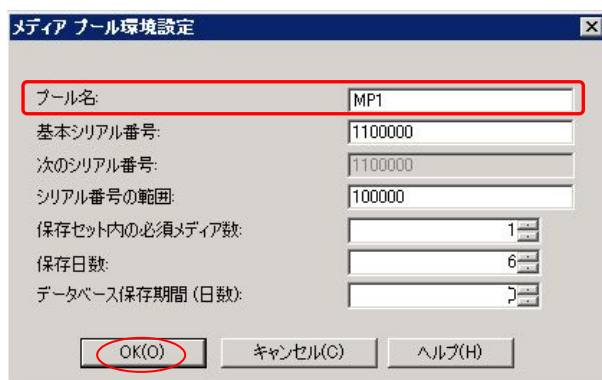 メディア プール環境設定
プール名: MP1
基本シリアル番号: 1100000
次のシリアル番号: 1100000
シリアル番号の範囲: 100000
保存セット内の必須メディア数: 1
保存日数: 6
データベース保存期間 (日数):
OK(O) キャンセル(C) ヘルプ(H)